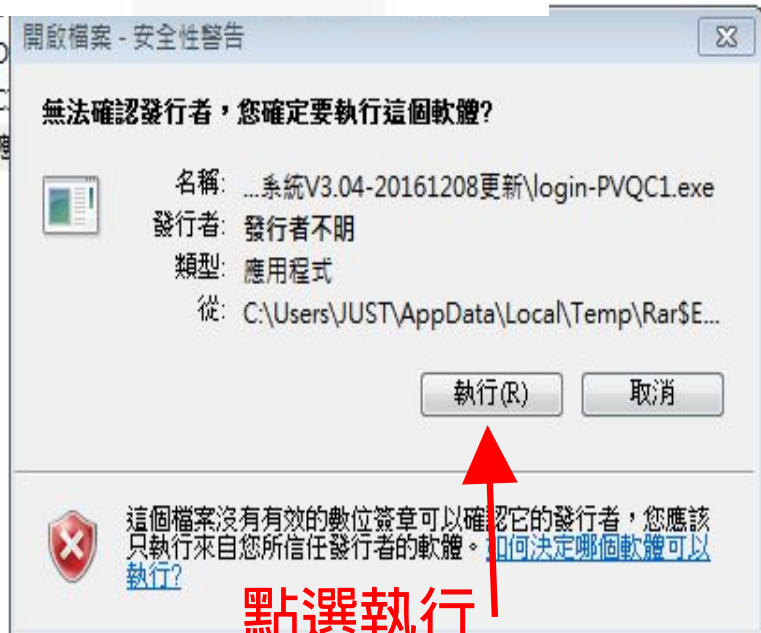 開啟檔案 - 安全性警告
無法確認發行者，您確定要執行這個軟體?
名稱: ...系統V3.04-20161208更新\login-PVQC1.exe
發行者: 發行者不明
類型: 應用程式
從: C:\Users\JUST\AppData\Local\Temp\Rar$E...
執行(R) 取消
這個檔案沒有有效的數位簽章可以確認它的發行者，您應該
只執行來自您所信任發行者的軟體。如何決定哪個軟體可以
執行?
點選執行